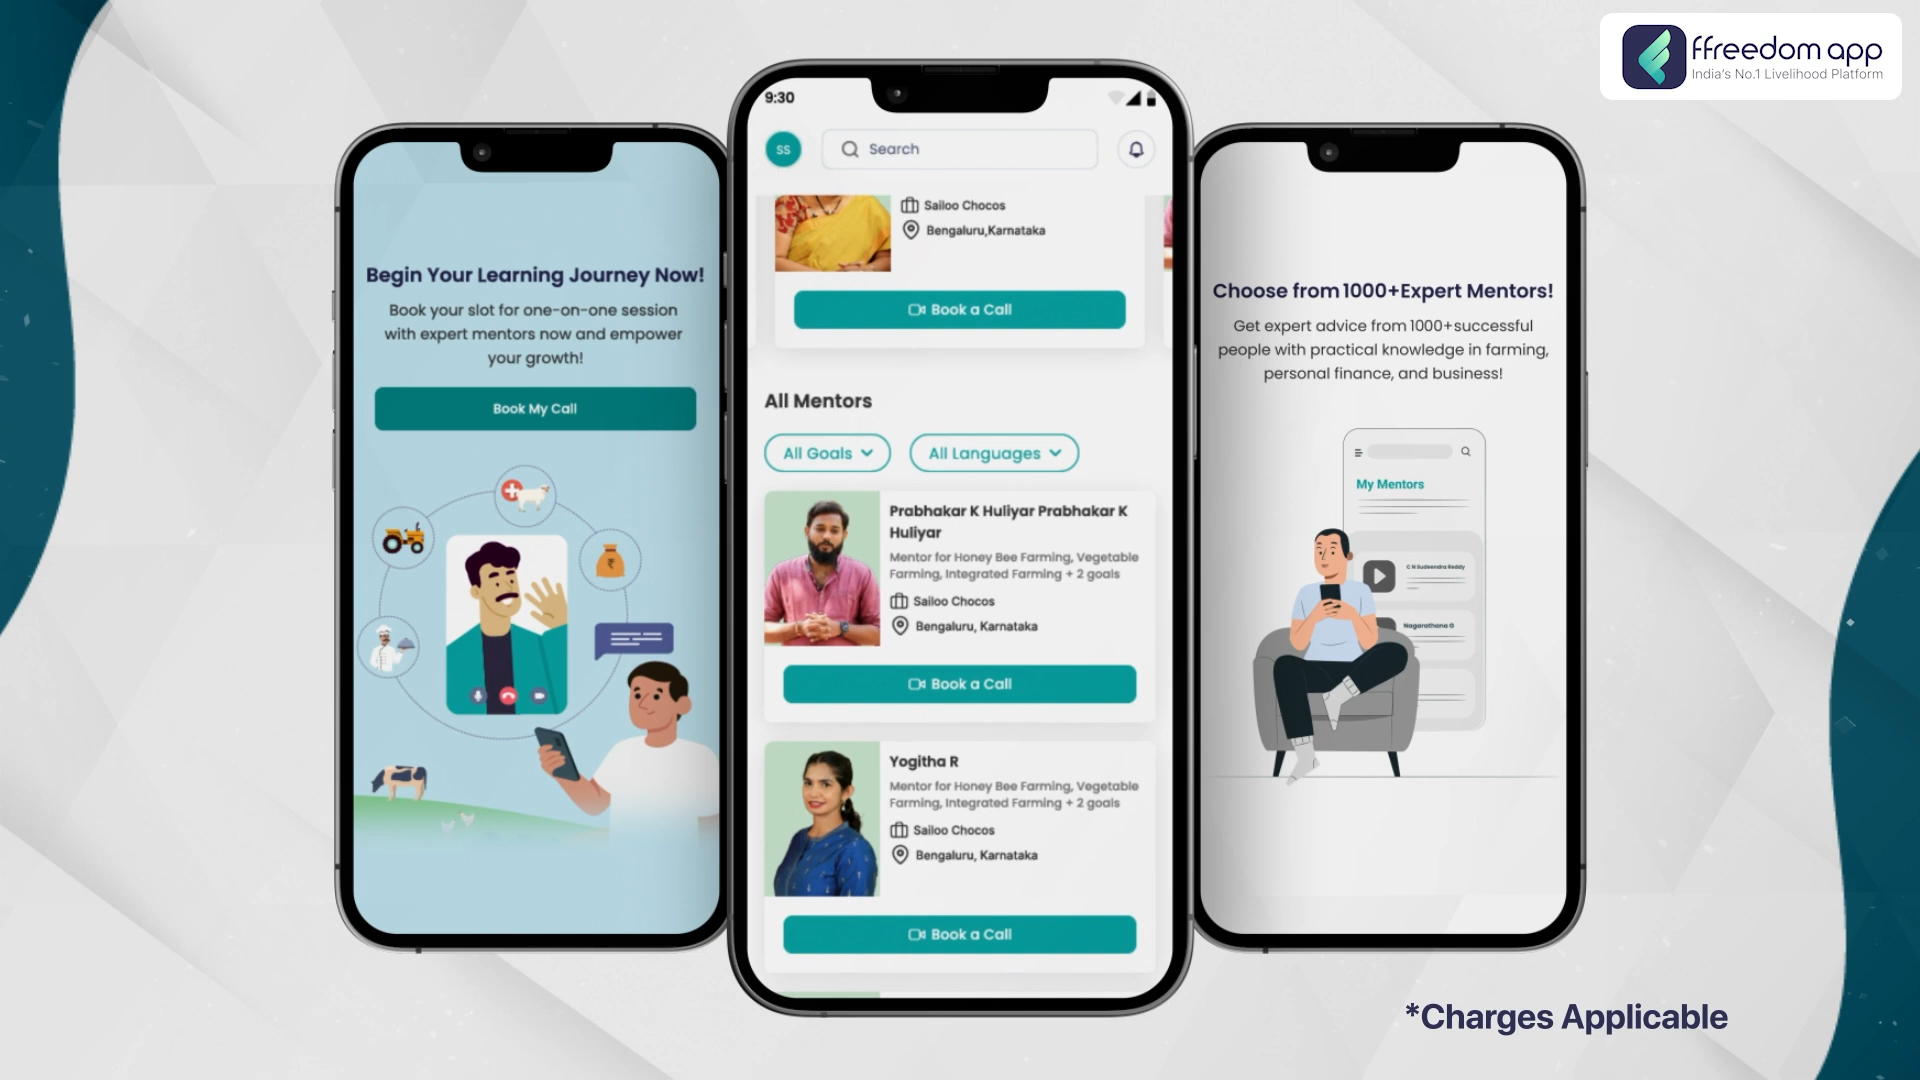 ffreedom app
India's No.1 Livelihood Platform
Begin Your Learning Journey Now!
Book your slot for one-on-one session
with expert mentors now and empower
your growth!
Book My Call
9:30
SS
Search
Sailoo Chocos
Bengaluru,Karnataka
Book a Call
All Mentors
All Goals
All Languages
Prabhakar K Huliyar Prabhakar K
Huliyar
Mentor for Honey Bee Farming, Vegetable
Farming, Integrated Farming + 2 goals
Sailoo Chocos
Bengaluru, Karnataka
Book a Call
Yogitha R
Mentor for Honey Bee Farming, Vegetable
Farming, Integrated Farming + 2 goals
Sailoo Chocos
Bengaluru, Karnataka
Book a Call
Choose from 1000+Expert Mentors!
Get expert advice from 1000+successful
people with practical knowledge in farming,
personal finance, and business!
My Mentors
C N Sudeendra Reddy
Nagarathana G
*Charges Applicable